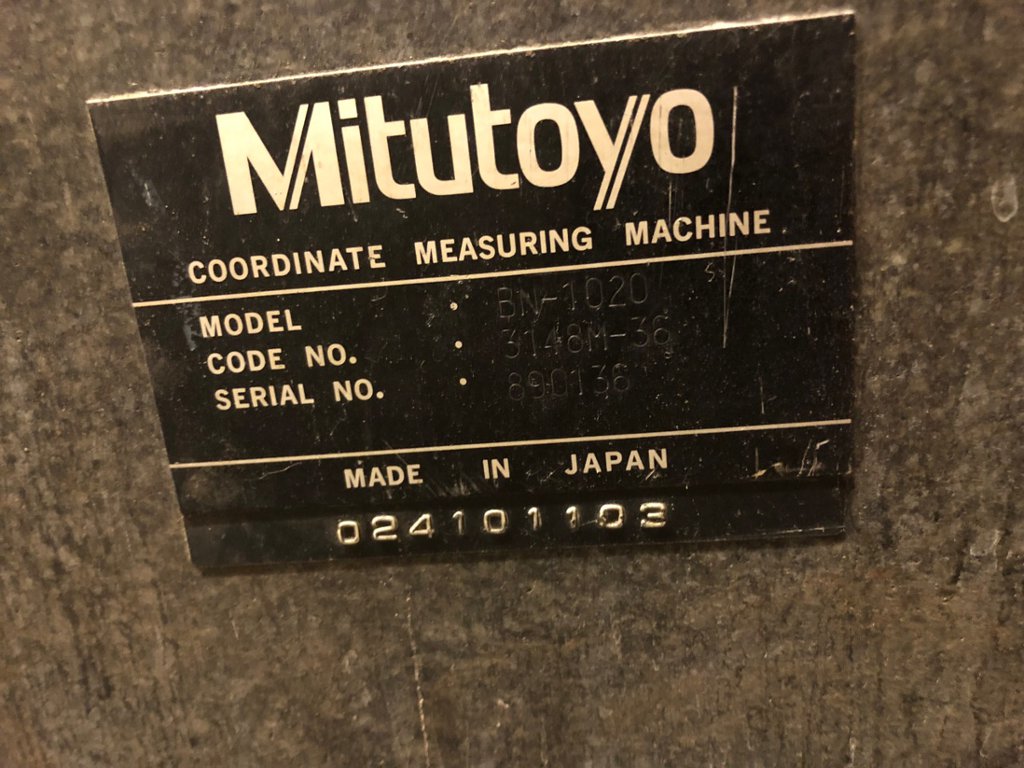 Mitutoyo
COORDINATE MEASURING MACHINE
MODEL : BN-1020
CODE NO. : 3148M-36
SERIAL NO. : 890136
MADE IN JAPAN
024101103